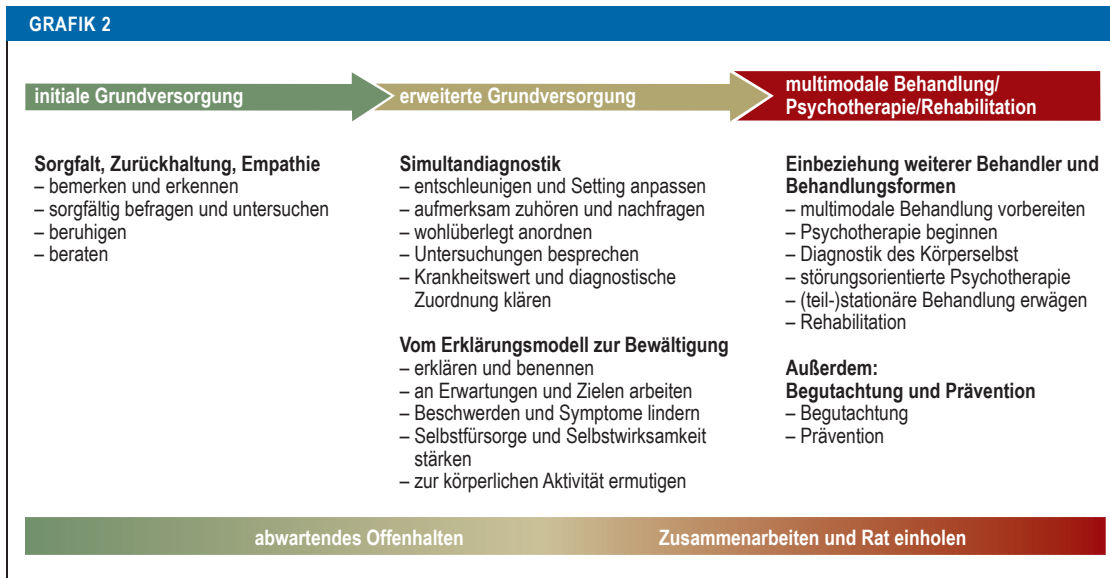 GRAFIK 2
initiale Grundversorgung
erweiterte Grundversorgung
multimodale Behandlung/
Psychotherapie/Rehabilitation
Sorgfalt, Zurückhaltung, Empathie
– bemerken und erkennen
– sorgfältig befragen und untersuchen
– beruhigen
– beraten
Simultandiagnostik
– entschleunigen und Setting anpassen
– aufmerksam zuhören und nachfragen
– wohlüberlegt anordnen
– Untersuchungen besprechen
– Krankheitswert und diagnostische
Zuordnung klären
Vom Erklärungsmodell zur Bewältigung
– erklären und benennen
– an Erwartungen und Zielen arbeiten
– Beschwerden und Symptome lindern
– Selbstfürsorge und Selbstwirksamkeit
stärken
– zur körperlichen Aktivität ermutigen
Einbeziehung weiterer Behandler und
Behandlungsformen
– multimodale Behandlung vorbereiten
– Psychotherapie beginnen
– Diagnostik des Körperselbst
– störungsorientierte Psychotherapie
– (teil-)stationäre Behandlung erwägen
– Rehabilitation
Außerdem:
Begutachtung und Prävention
– Begutachtung
– Prävention
abwartendes Offenhalten
Zusammenarbeiten und Rat einholen